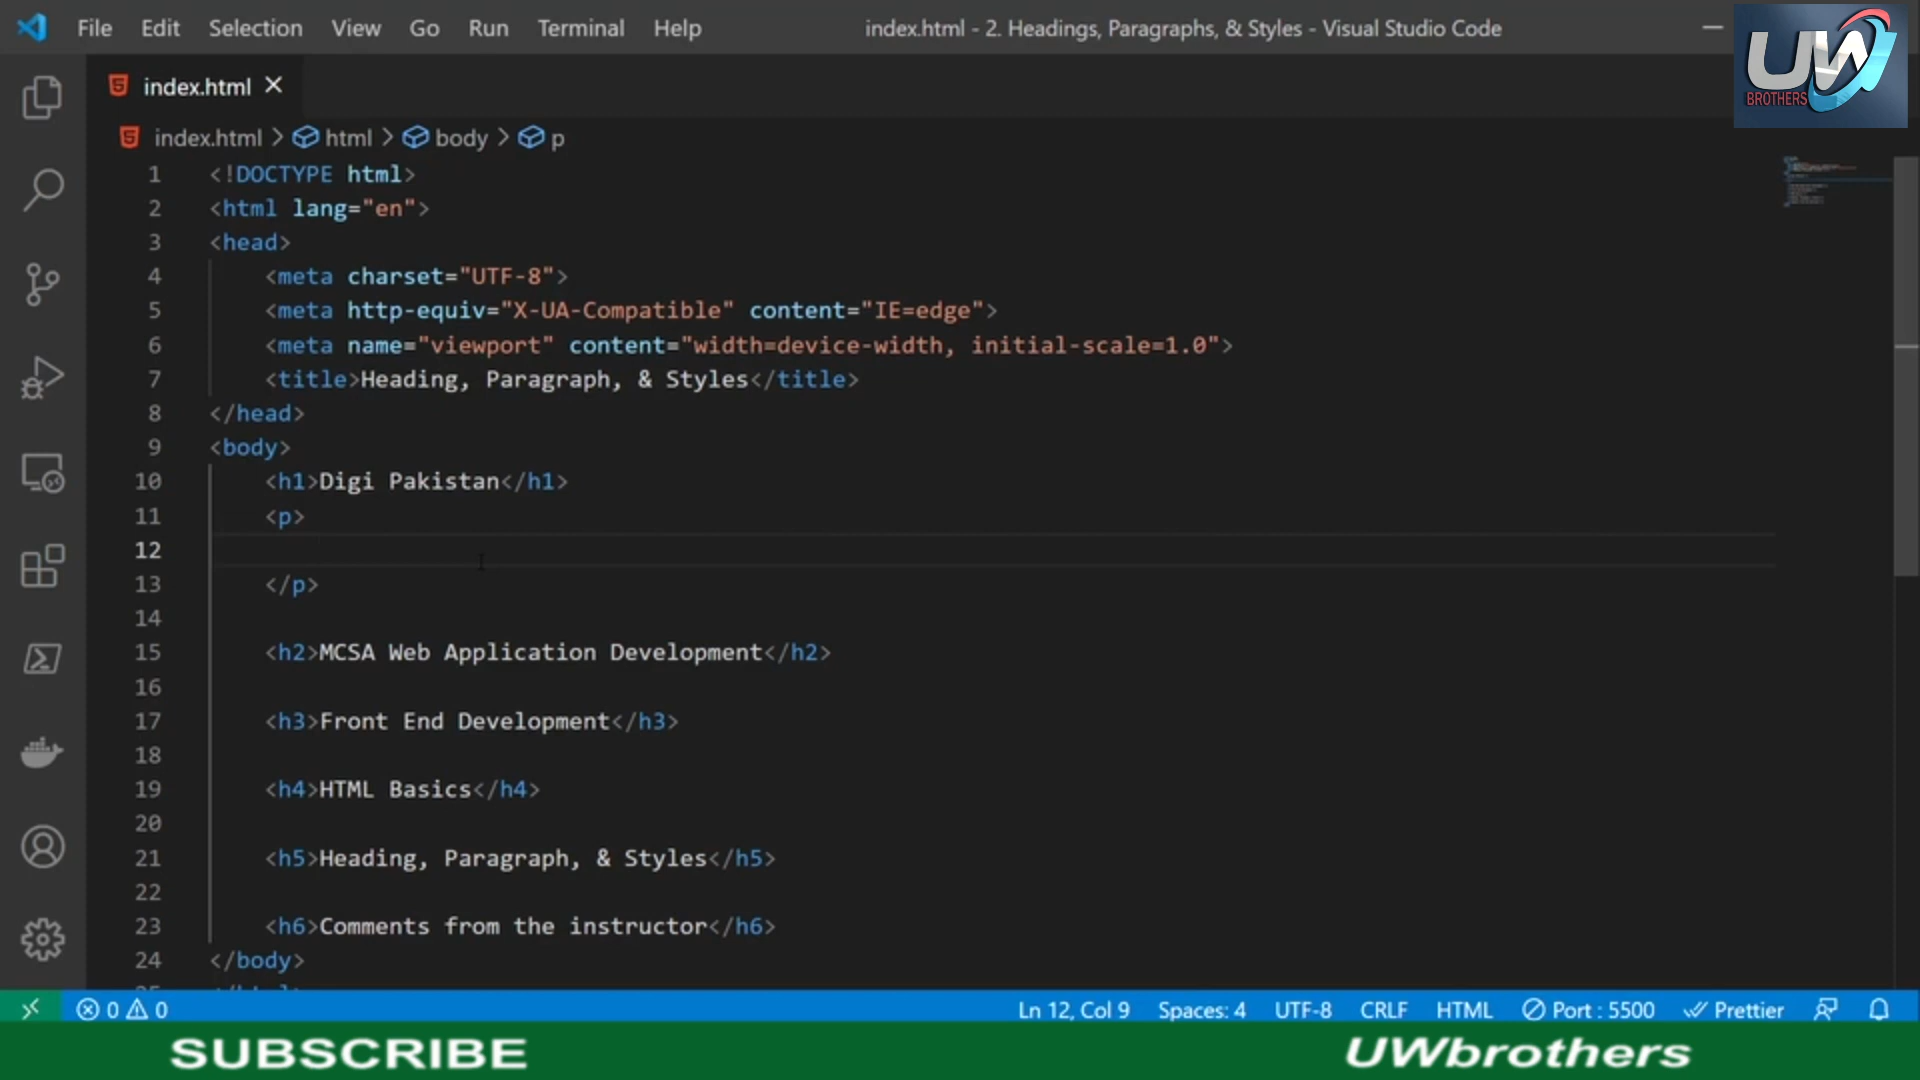 File Edit Selection View Go Run Terminal Help
index.html - 2. Headings, Paragraphs, & Styles - Visual Studio Code
UW
BROTHERS
index.html
index.html > html > body > p
1 <!DOCTYPE html>
2 <html lang="en">
3 <head>
4 <meta charset="UTF-8">
5 <meta http-equiv="X-UA-Compatible" content="IE=edge">
6 <meta name="viewport" content="width=device-width, initial-scale=1.0">
7 <title>Heading, Paragraph, & Styles</title>
8 </head>
9 <body>
10 <h1>Digi Pakistan</h1>
11 <p>
12
13 </p>
14
15 <h2>MCSA Web Application Development</h2>
16
17 <h3>Front End Development</h3>
18
19 <h4>HTML Basics</h4>
20
21 <h5>Heading, Paragraph, & Styles</h5>
22
23 <h6>Comments from the instructor</h6>
24 </body>
0 0 Ln 12, Col 9 Spaces: 4 UTF-8 CRLF HTML Port : 5500 Prettier
SUBSCRIBE UWbrothers